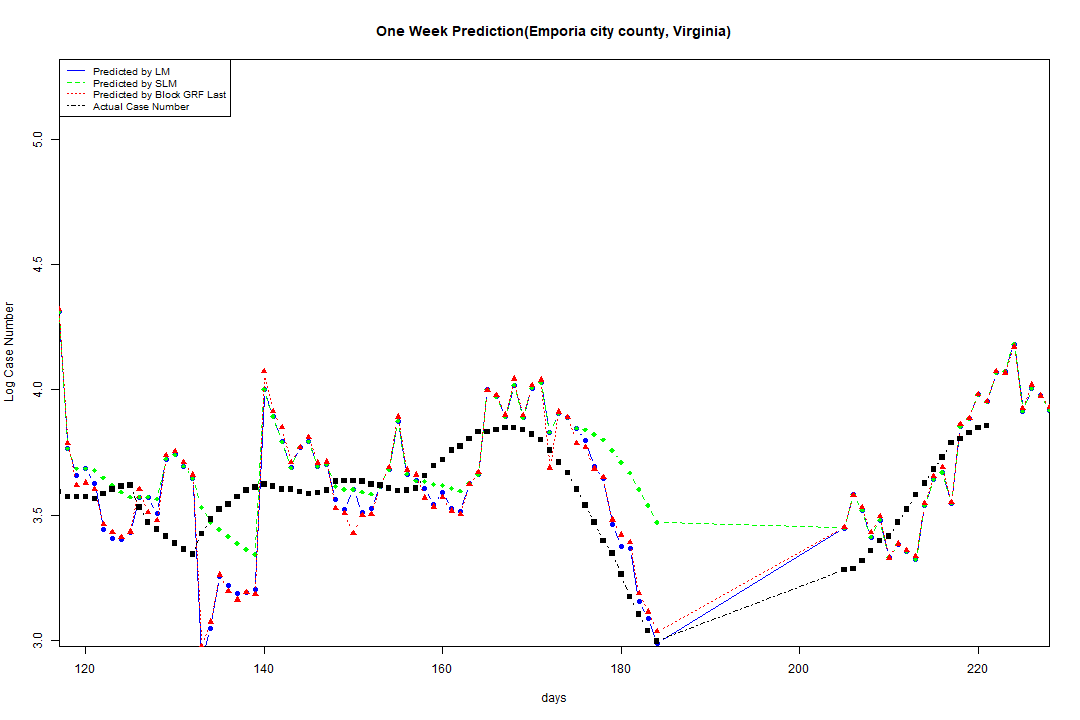 One Week Prediction(Emporia city county, Virginia)
Predicted by LM
Predicted by SLM
Predicted by Block GRF Last
Actual Case Number
5.0
4.5
4.0
3.5
3.0
Log Case Number
120 140 160 180 200 220
days